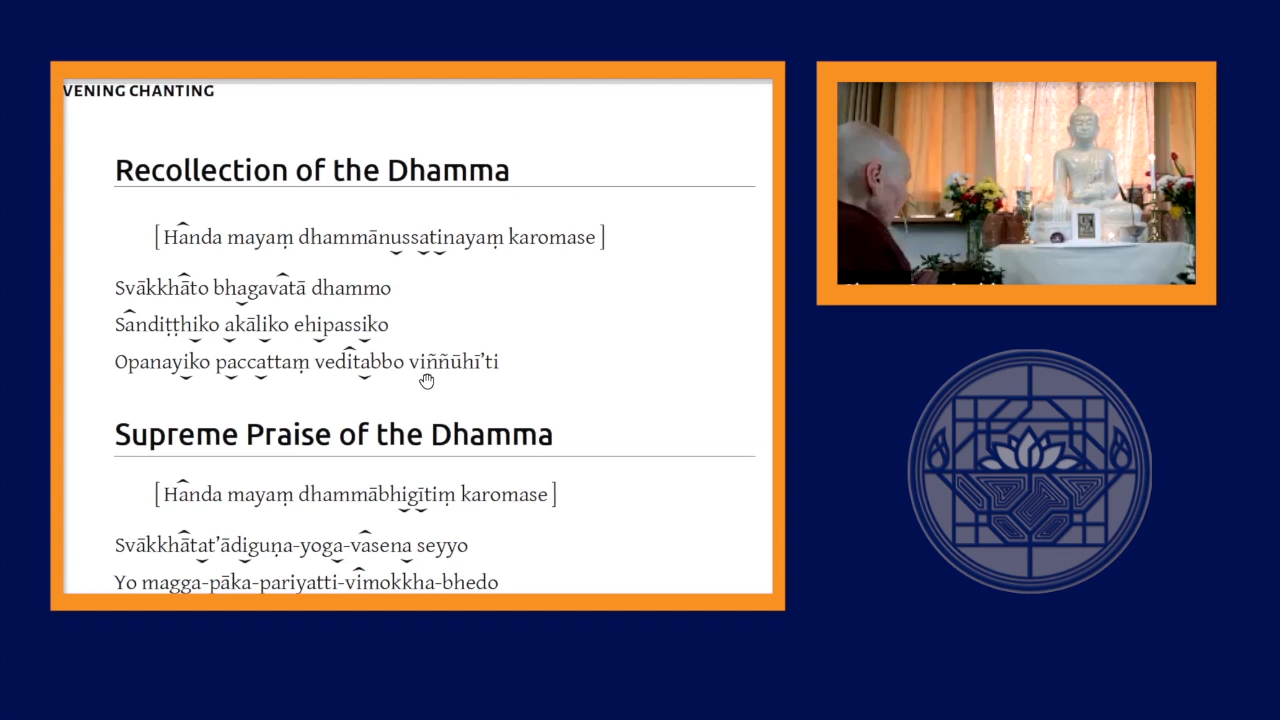 VENING CHANTING
Recollection of the Dhamma
[ Handa mayaṃ dhammānussatinayaṃ karomase ]
Svākkhāto bhagavatā dhammo
Sandiṭṭhiko akāliko ehipassiko
Opanayiko paccattaṃ veditabbo viññūhī’ti
Supreme Praise of the Dhamma
[ Handa mayaṃ dhammābhigītiṃ karomase ]
Svākkhātat’ādiguṇa-yoga-vasena seyyo
Yo magga-pāka-pariyatti-vimokkha-bhedo